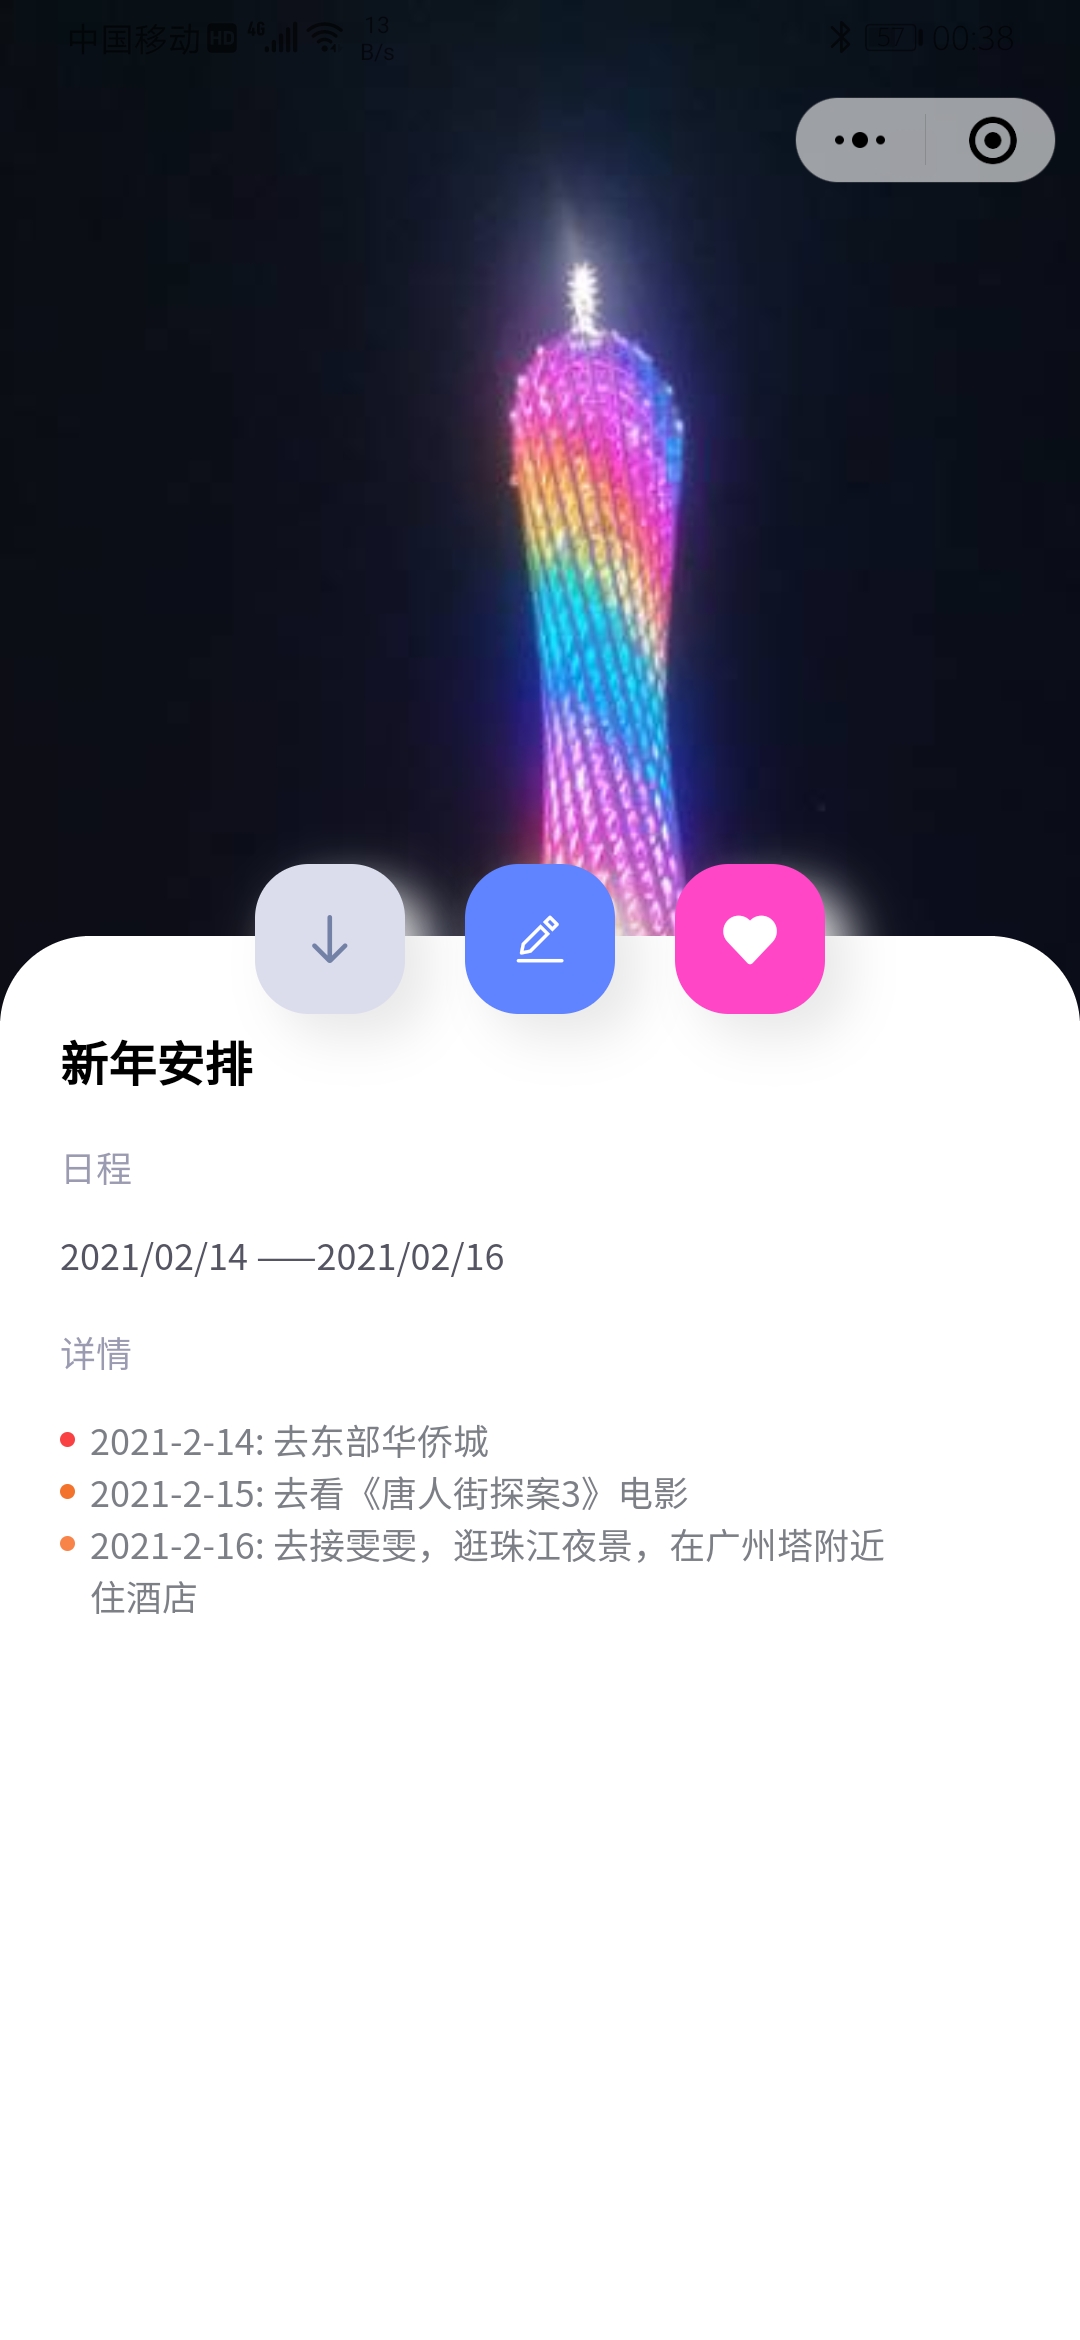 中国移动 HD 4G 13 B/s 57 00:38
新年安排
日程
2021/02/14 ——2021/02/16
详情
2021-2-14: 去东部华侨城
2021-2-15: 去看《唐人街探案3》电影
2021-2-16: 去接雯雯，逛珠江夜景，在广州塔附近
住酒店